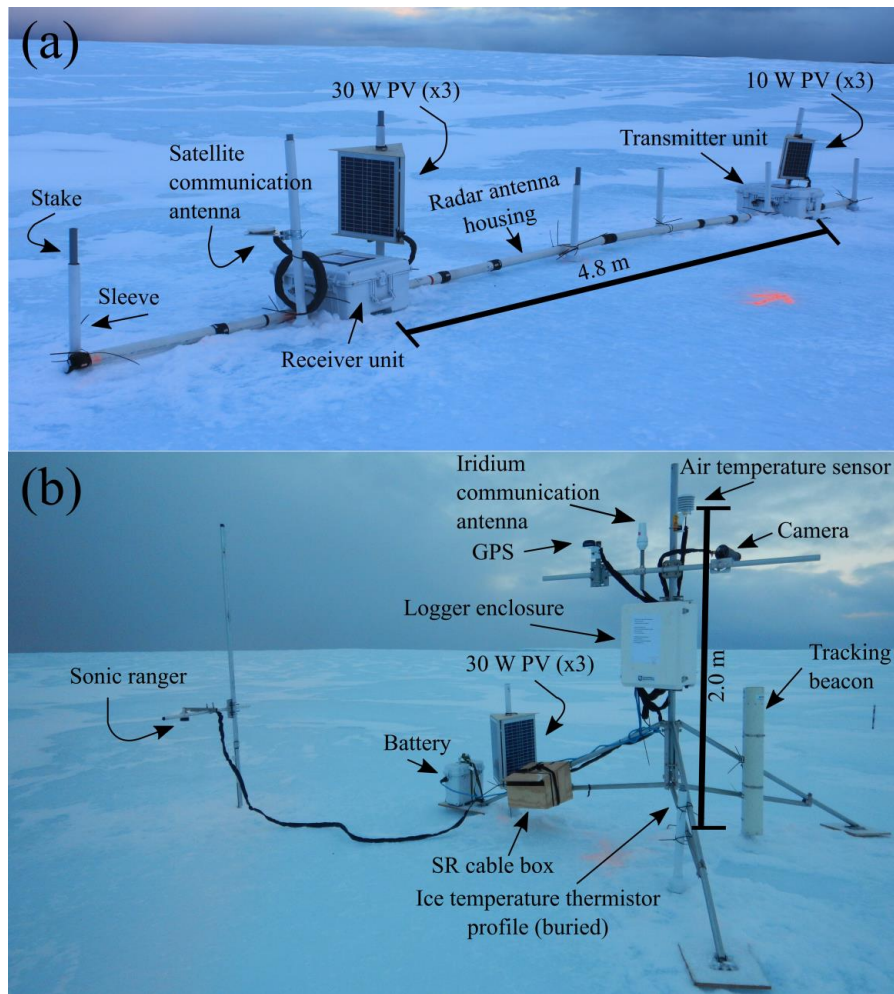 (a)
30 W PV (x3)
10 W PV (x3)
Transmitter unit
Satellite
communication
antenna
Radar antenna
housing
Stake
4.8 m
Sleeve
Receiver unit
(b)
Iridium
communication
antenna
Air temperature sensor
GPS
Camera
Logger enclosure
30 W PV (x3)
2.0 m
Tracking
beacon
Sonic ranger
Battery
SR cable box
Ice temperature thermistor
profile (buried)